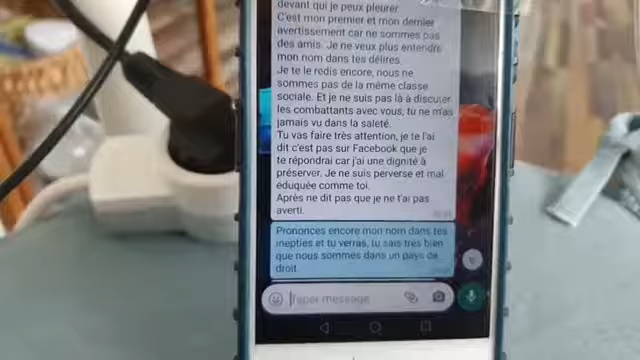 devant qui je peux pleurer
C'est mon premier et mon dernier
avertissement car ne sommes pas
des amis. Je ne veux plus entendre
mon nom dans tes délires.
Je te le redis encore, nous ne
sommes pas de la même classe
sociale. Et je ne suis pas là à discuter
les combattants avec vous, tu ne m'as
jamais vu dans la saleté.
Tu vas faire très attention, je te l'ai
dit c'est pas sur Facebook que je
te répondrai car j'ai une dignité à
préserver. Je ne suis perverse et mal
éduquée comme toi.
Après ne dit pas que je ne t'ai pas
averti.
Prononces encore mon nom dans tes
inepties et tu verras, tu sais très bien
que nous sommes dans un pays de
droit.
Taper message